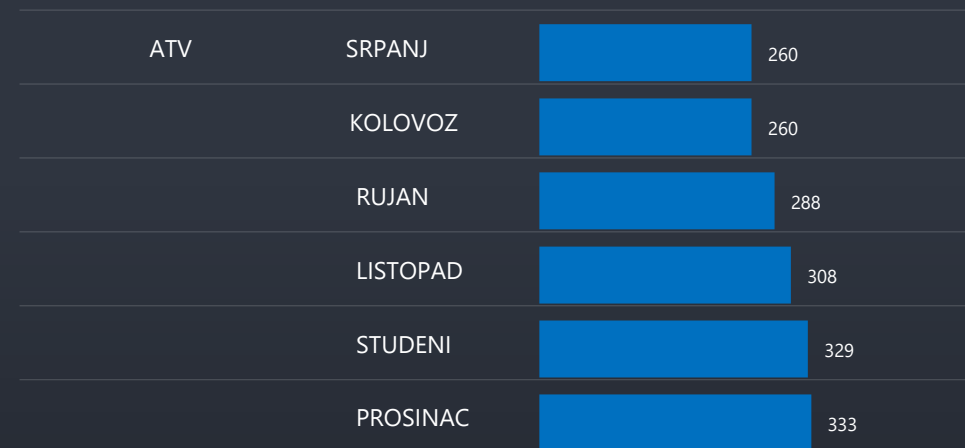 ATV SRPANJ 260
KOLOVOZ 260
RUJAN 288
LISTOPAD 308
STUDENI 329
PROSINAC 333